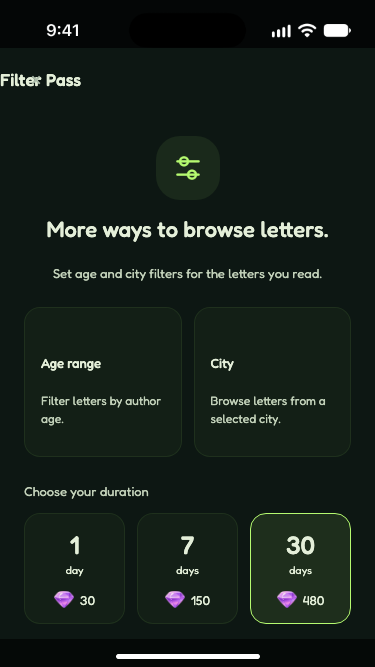 9:41
Filter Pass
More ways to browse letters.
Set age and city filters for the letters you read.
Age range
Filter letters by author
age.
City
Browse letters from a
selected city.
Choose your duration
1
day
30
7
days
150
30
days
480